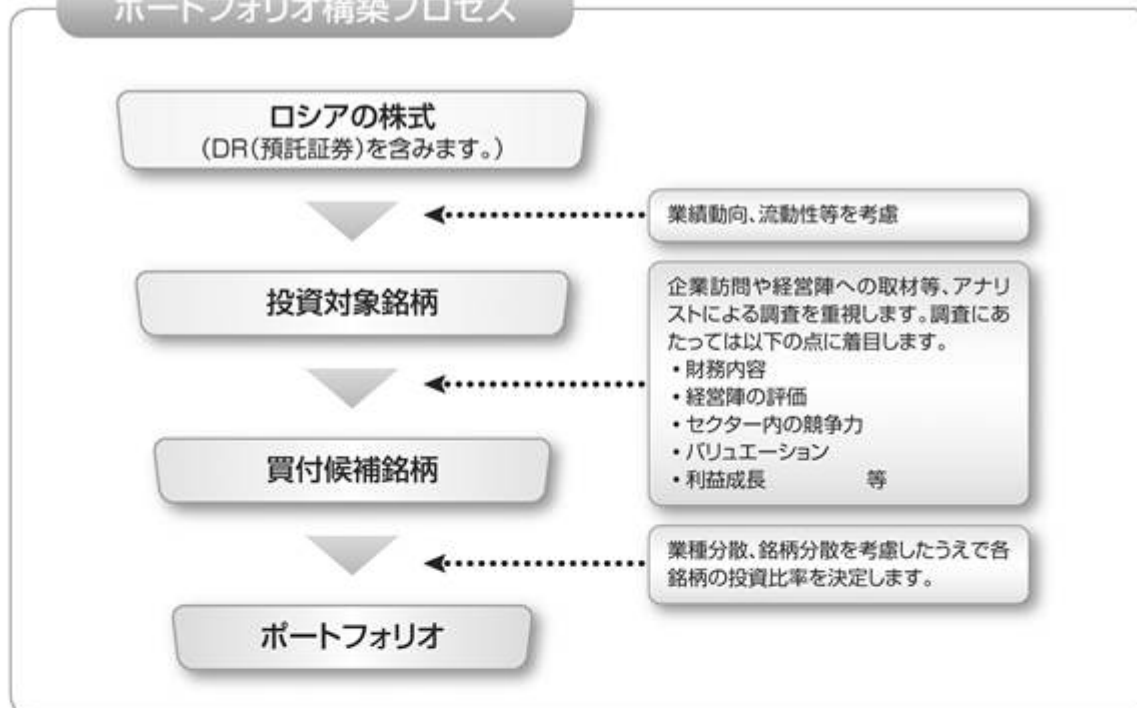 ポートフォリオ構築プロセス
ロシアの株式
（DR（預託証券）を含みます。）
業績動向、流動性等を考慮
投資対象銘柄
企業訪問や経営陣への取材等、アナリ
ストによる調査を重視します。調査にあ
たっては以下の点に着目します。
・財務内容
・経営陣の評価
・セクター内の競争力
・バリュエーション
・利益成長　　　　　等
買付候補銘柄
業種分散、銘柄分散を考慮したうえで各
銘柄の投資比率を決定します。
ポートフォリオ